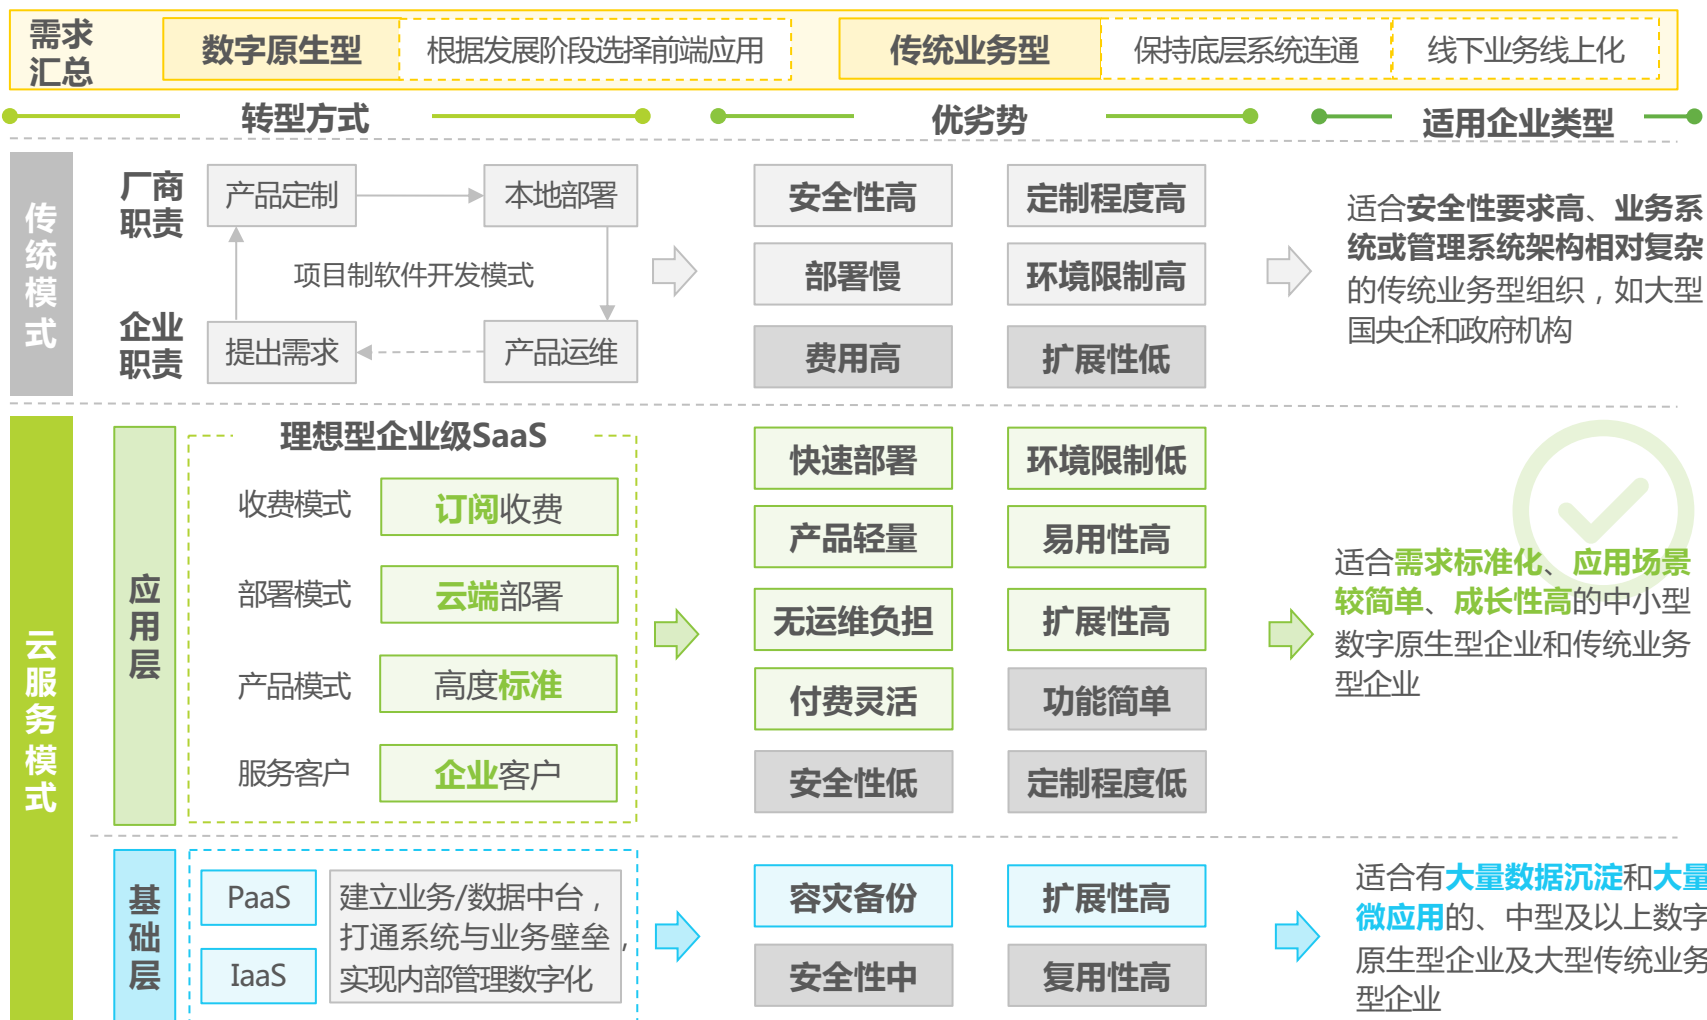 需求
汇总
数字原生型
根据发展阶段选择前端应用
传统业务型
保持底层系统连通
线下业务线上化
转型方式
优劣势
适用企业类型
传统模式
厂商
职责
产品定制
本地部署
项目制软件开发模式
企业
职责
提出需求
产品运维
安全性高
定制程度高
部署慢
环境限制高
费用高
扩展性低
适合安全性要求高、业务系
统或管理系统架构相对复杂
的传统业务型组织，如大型
国央企和政府机构
云服务模式
应用层
理想型企业级SaaS
收费模式
订阅收费
部署模式
云端部署
产品模式
高度标准
服务客户
企业客户
快速部署
环境限制低
产品轻量
易用性高
无运维负担
扩展性高
付费灵活
功能简单
安全性低
定制程度低
适合需求标准化、应用场景
较简单、成长性高的中小型
数字原生型企业和传统业务
型企业
基础层
PaaS
IaaS
建立业务/数据中台，
打通系统与业务壁垒，
实现内部管理数字化
容灾备份
扩展性高
安全性中
复用性高
适合有大量数据沉淀和大量
微应用的、中型及以上数字
原生型企业及大型传统业务
型企业